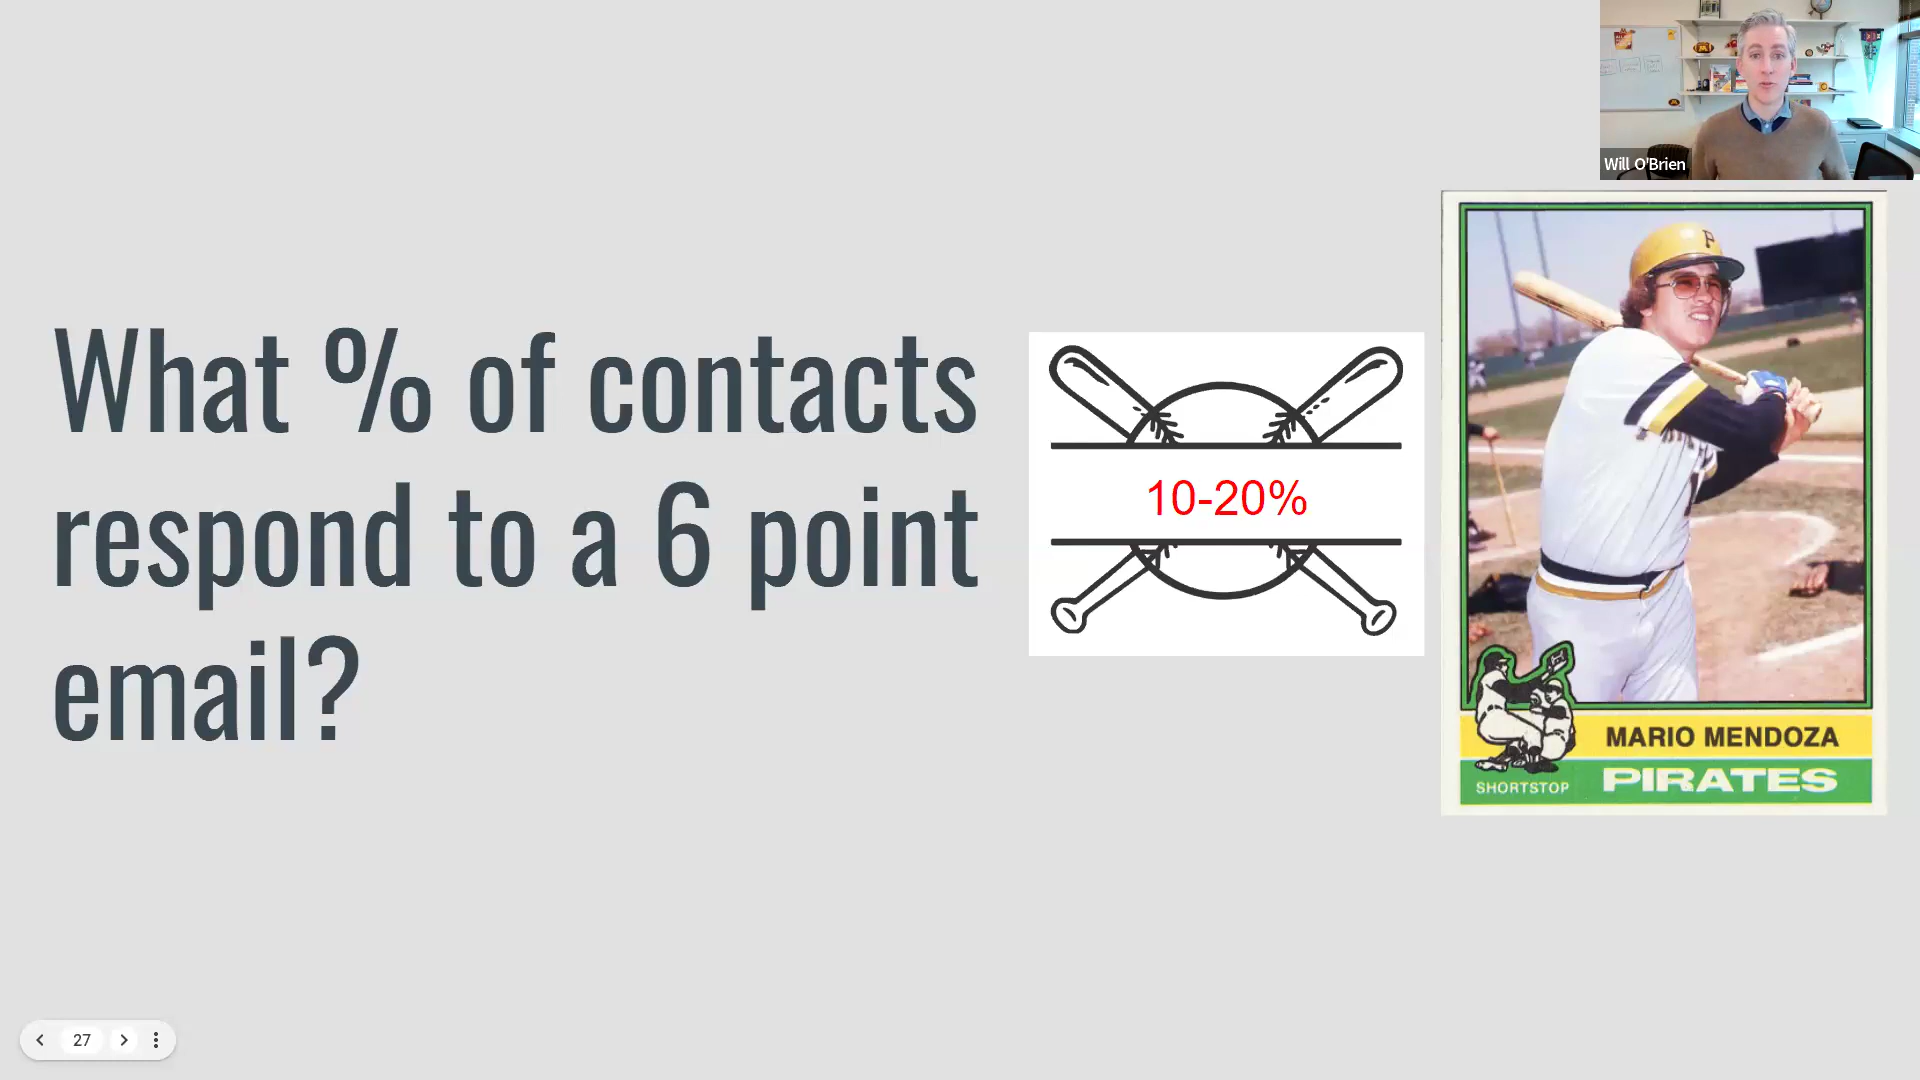 What % of contacts
respond to a 6 point
email?
10-20%
Will O'Brien
P
MARIO MENDOZA
PIRATES
SHORTSTOP
27